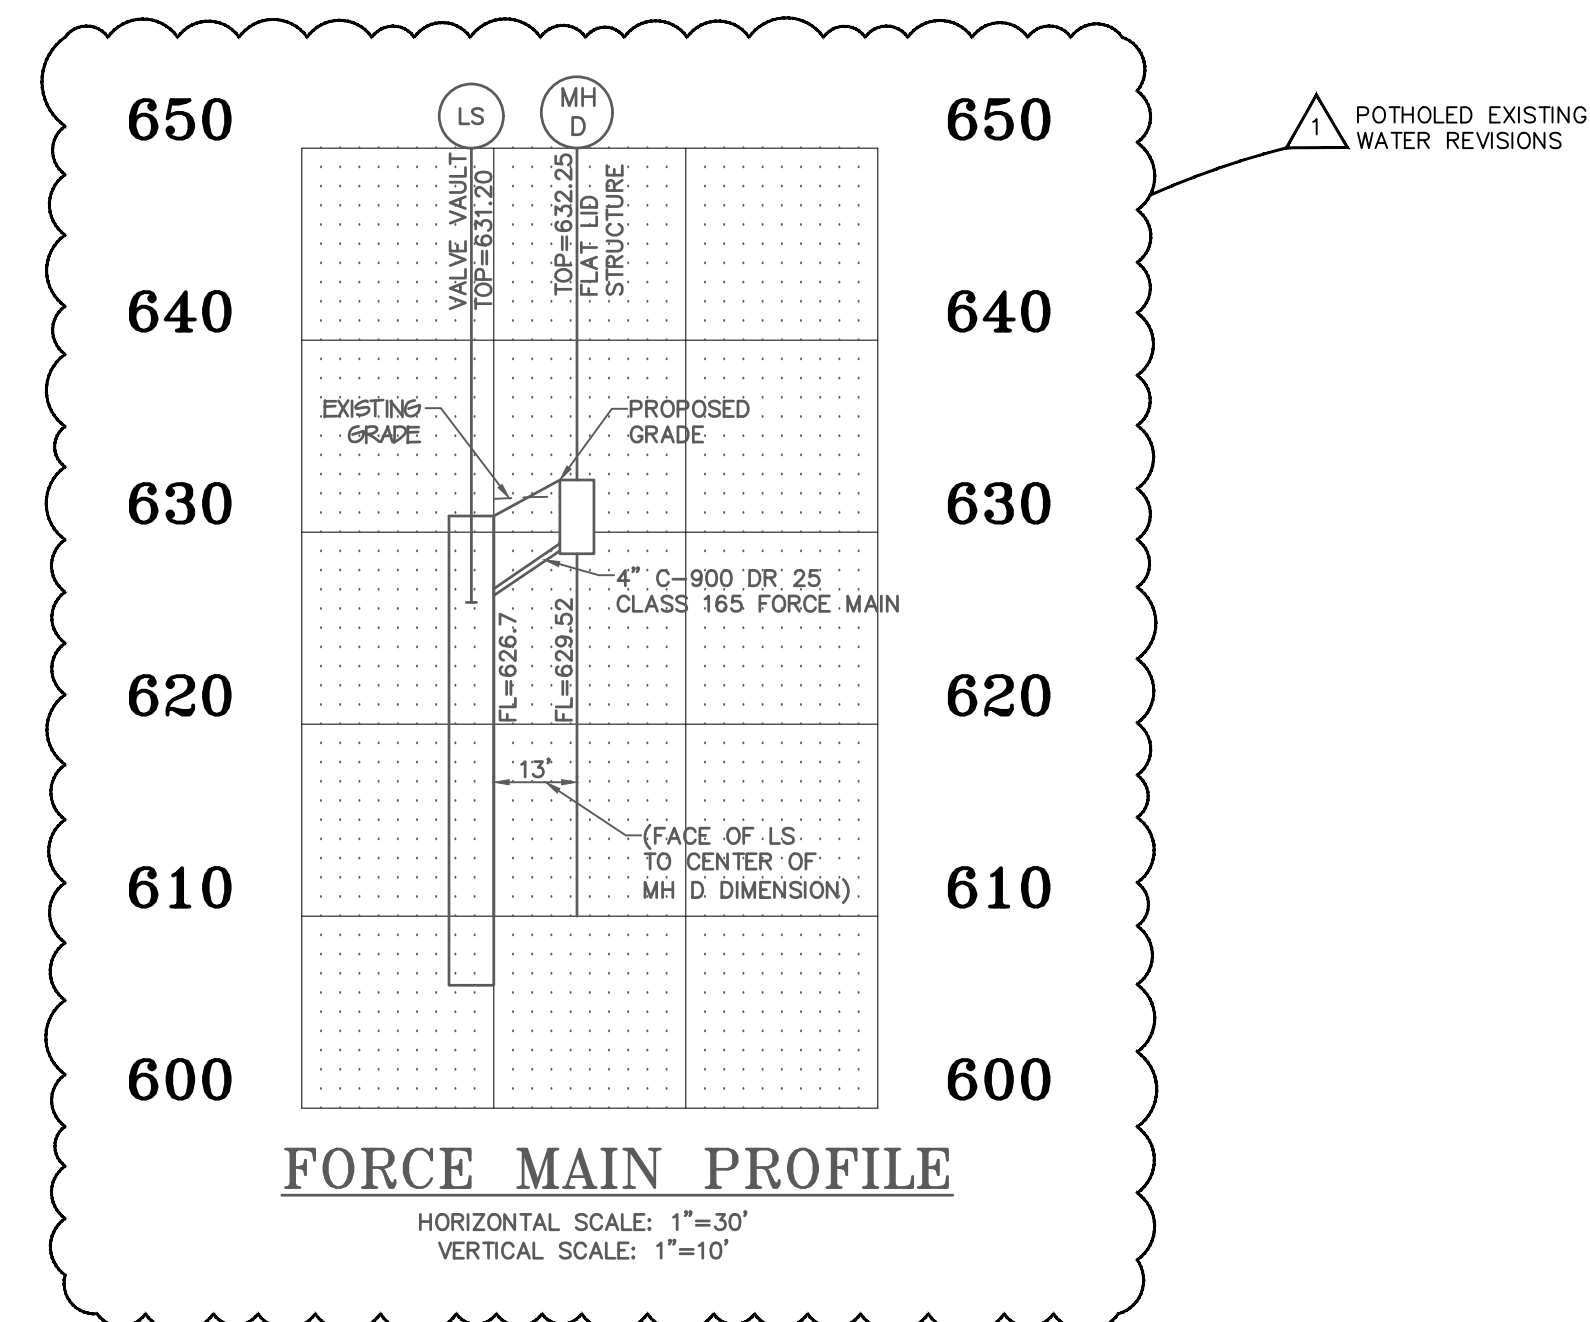 LS
MH
D
1
POTHOLED EXISTING
WATER REVISIONS
650
650
VALVE VAULT
TOP=631.20
TOP=632.25
FLAT LID
STRUCTURE
640
640
EXISTING
GRADE
PROPOSED
GRADE
630
630
4" C-900 DR 25
CLASS 165 FORCE MAIN
FL=626.7
FL=629.52
620
620
13'
(FACE OF LS
TO CENTER OF
MH D DIMENSION)
610
610
600
600
FORCE MAIN PROFILE
HORIZONTAL SCALE: 1"=30'
VERTICAL SCALE: 1"=10'